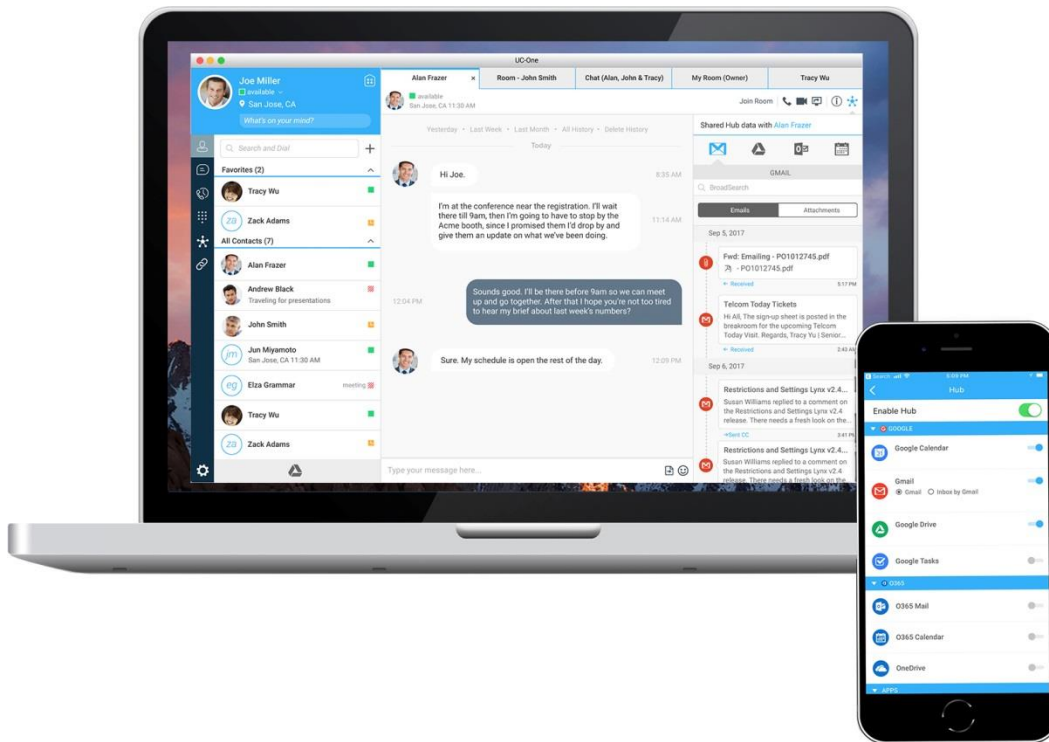 UC-One
Joe Miller
available
San Jose, CA
What's on your mind?
Search and Dial
Favorites (2)
Tracy Wu
za
Zack Adams
All Contacts (7)
Alan Frazer
Andrew Black
Traveling for presentations
John Smith
jm
Jun Miyamoto
San Jose, CA 11:30 AM
eg
Elza Grammar
meeting
Tracy Wu
za
Zack Adams
Alan Frazer
Room - John Smith
Chat (Alan, John & Tracy)
My Room (Owner)
Tracy Wu
available
San Jose, CA 11:30 AM
Join Room
Yesterday • Last Week • Last Month • All History • Delete History
Today
Hi Joe.
8:35 AM
I'm at the conference near the registration. I'll wait
there till 9am, then I'm going to have to stop by the
Acme booth, since I promised them I'd drop by and
give them an update on what we've been doing.
11:14 AM
Sounds good. I'll be there before 9am so we can meet
up and go together. After that I hope you're not too tired
to hear my brief about last week's numbers?
12:04 PM
Sure. My schedule is open the rest of the day.
12:09 PM
Type your message here...
Shared Hub data with Alan Frazer
GMAIL
BroadSearch
Emails
Attachments
Sep 5, 2017
Fwd: Emailing - PO1012745.pdf
- PO1012745.pdf
Received
5:17 PM
Telcom Today Tickets
Hi All, The sign-up sheet is posted in the
breakroom for the upcoming Telcom
Today Visit. Regards, Tracy Yu | Senior...
Received
2:43 AM
Sep 6, 2017
Restrictions and Settings Lynx v2.4...
Susan Williams replied to a comment on
the Restrictions and Settings Lynx v2.4
release. There needs a fresh look on the...
Sent CC
3:41 PM
Restrictions and Settings Lynx v2.4...
Susan Williams replied to a comment on
the Restrictions and Settings Lynx v2.4
release. There needs a fresh look on the...
Search
8:09 PM
Hub
Enable Hub
GOOGLE
Google Calendar
Gmail
Gmail
Inbox by Gmail
Google Drive
Google Tasks
O365
O365 Mail
O365 Calendar
OneDrive
APPS